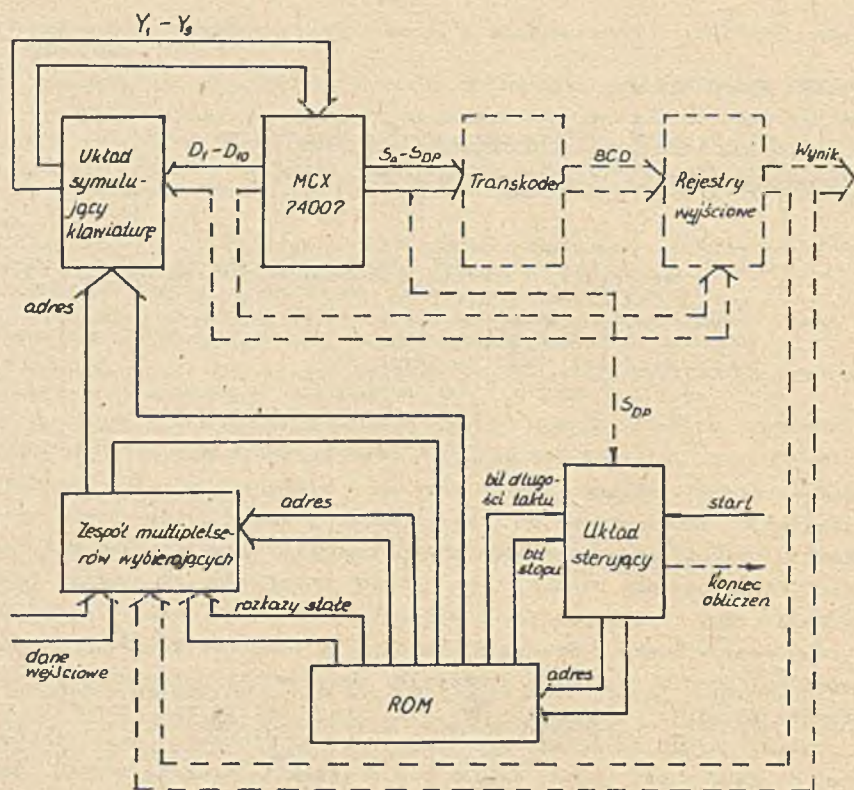 Y₁ – Y₉
Układ
symulu-
jący
klawiaturę
D₁ – D₁₀
MCX
74007
Sₐ – S_DP
Transkoder
BCD
Rejestry
wyjściowe
Wynik
adres
S_DP
Zespół multiplekse-
rów wybierających
adres
bit długo-
ści taktu
bit
stopu
Układ
sterujący
start
koniec
obliczeń
rozkazy stałe
dane
wejściowe
ROM
adres